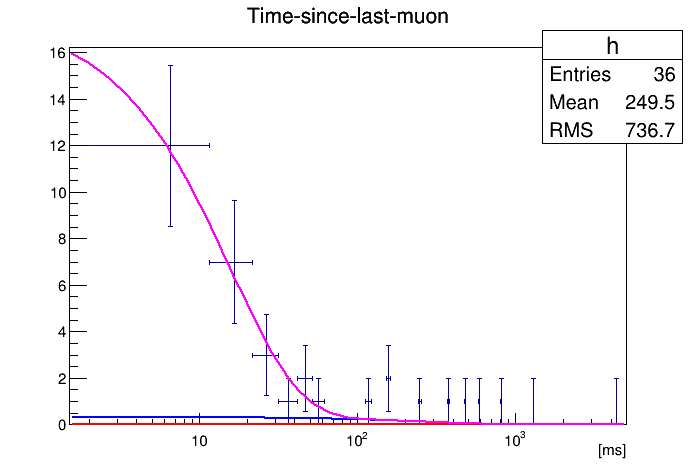 Time-since-last-muon
h
Entries 36
Mean 249.5
RMS 736.7
16
14
12
10
8
6
4
2
0
10
10²
10³
[ms]